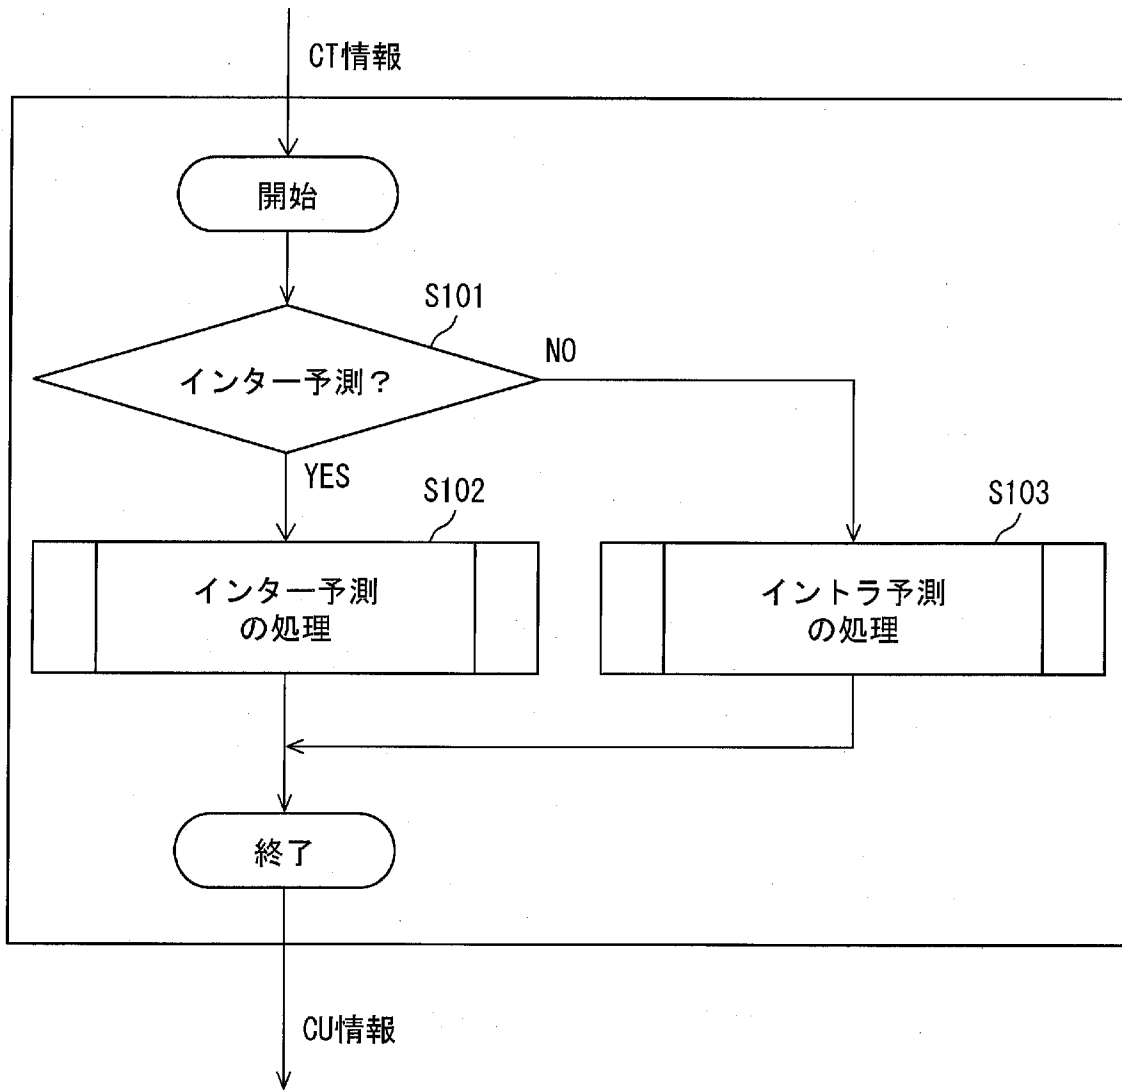 CT情報
開始
S101
インター予測?
NO
YES
S102
S103
インター予測
の処理
イントラ予測
の処理
終了
CU情報